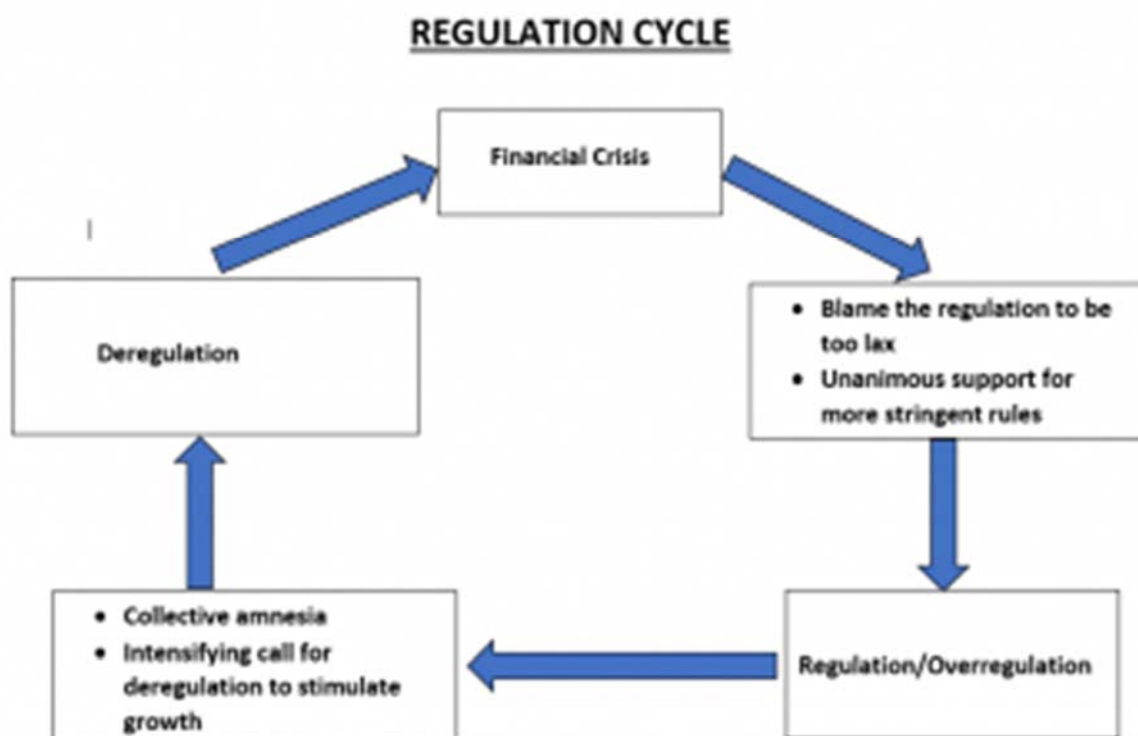 REGULATION CYCLE
Financial Crisis
• Blame the regulation to be
too lax
• Unanimous support for
more stringent rules
Deregulation
• Collective amnesia
• Intensifying call for
deregulation to stimulate
growth
Regulation/Overregulation